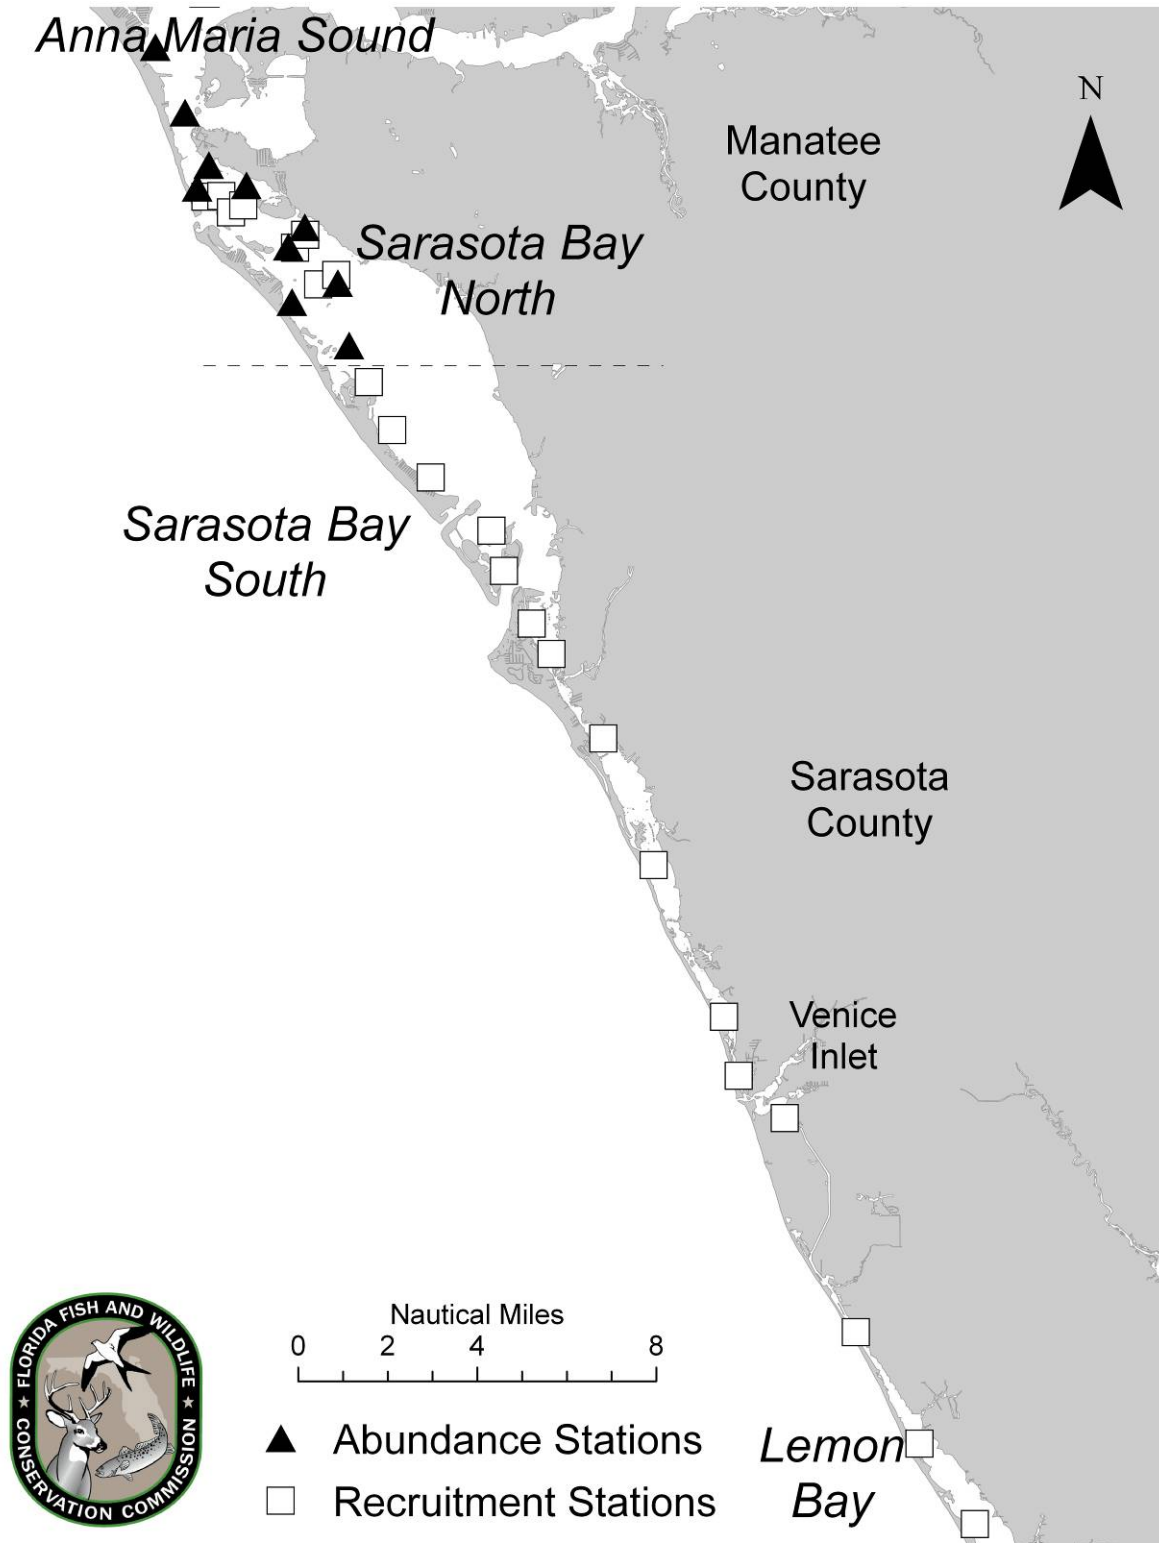 Anna Maria Sound
N
Manatee
County
Sarasota Bay
North
Sarasota Bay
South
Sarasota
County
Venice
Inlet
Nautical Miles
0 2 4 8
Abundance Stations
Recruitment Stations
Lemon
Bay
FLORIDA FISH AND WILDLIFE
CONSERVATION COMMISSION